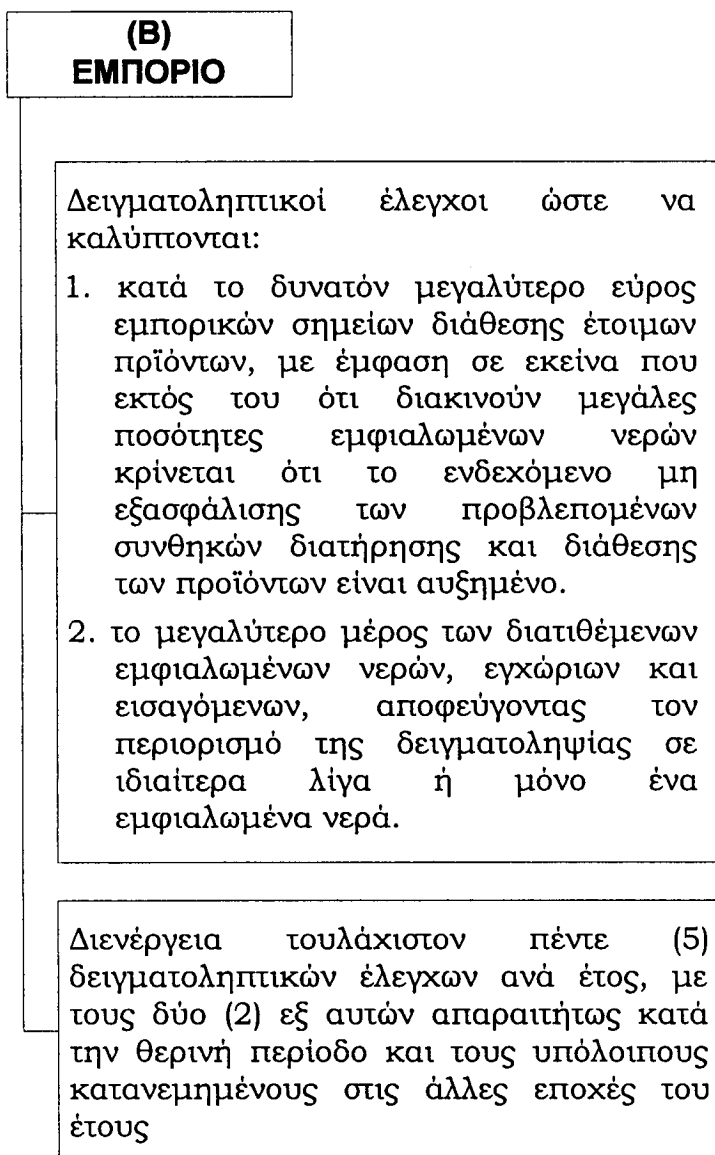 (Β)
ΕΜΠΟΡΙΟ
Δειγματοληπτικοί έλεγχοι ώστε να
καλύπτονται:
1. κατά το δυνατόν μεγαλύτερο εύρος
εμπορικών σημείων διάθεσης έτοιμων
πρϊόντων, με έμφαση σε εκείνα που
εκτός του ότι διακινούν μεγάλες
ποσότητες εμφιαλωμένων νερών
κρίνεται ότι το ενδεχόμενο μη
εξασφάλισης των προβλεπομένων
συνθηκών διατήρησης και διάθεσης
των προϊόντων είναι αυξημένο.
2. το μεγαλύτερο μέρος των διατιθέμενων
εμφιαλωμένων νερών, εγχώριων και
εισαγόμενων, αποφεύγοντας τον
περιορισμό της δειγματοληψίας σε
ιδιαίτερα λίγα ή μόνο ένα
εμφιαλωμένα νερά.
Διενέργεια τουλάχιστον πέντε (5)
δειγματοληπτικών έλεγχων ανά έτος, με
τους δύο (2) εξ αυτών απαραιτήτως κατά
την θερινή περίοδο και τους υπόλοιπους
κατανεμημένους στις άλλες εποχές του
έτους